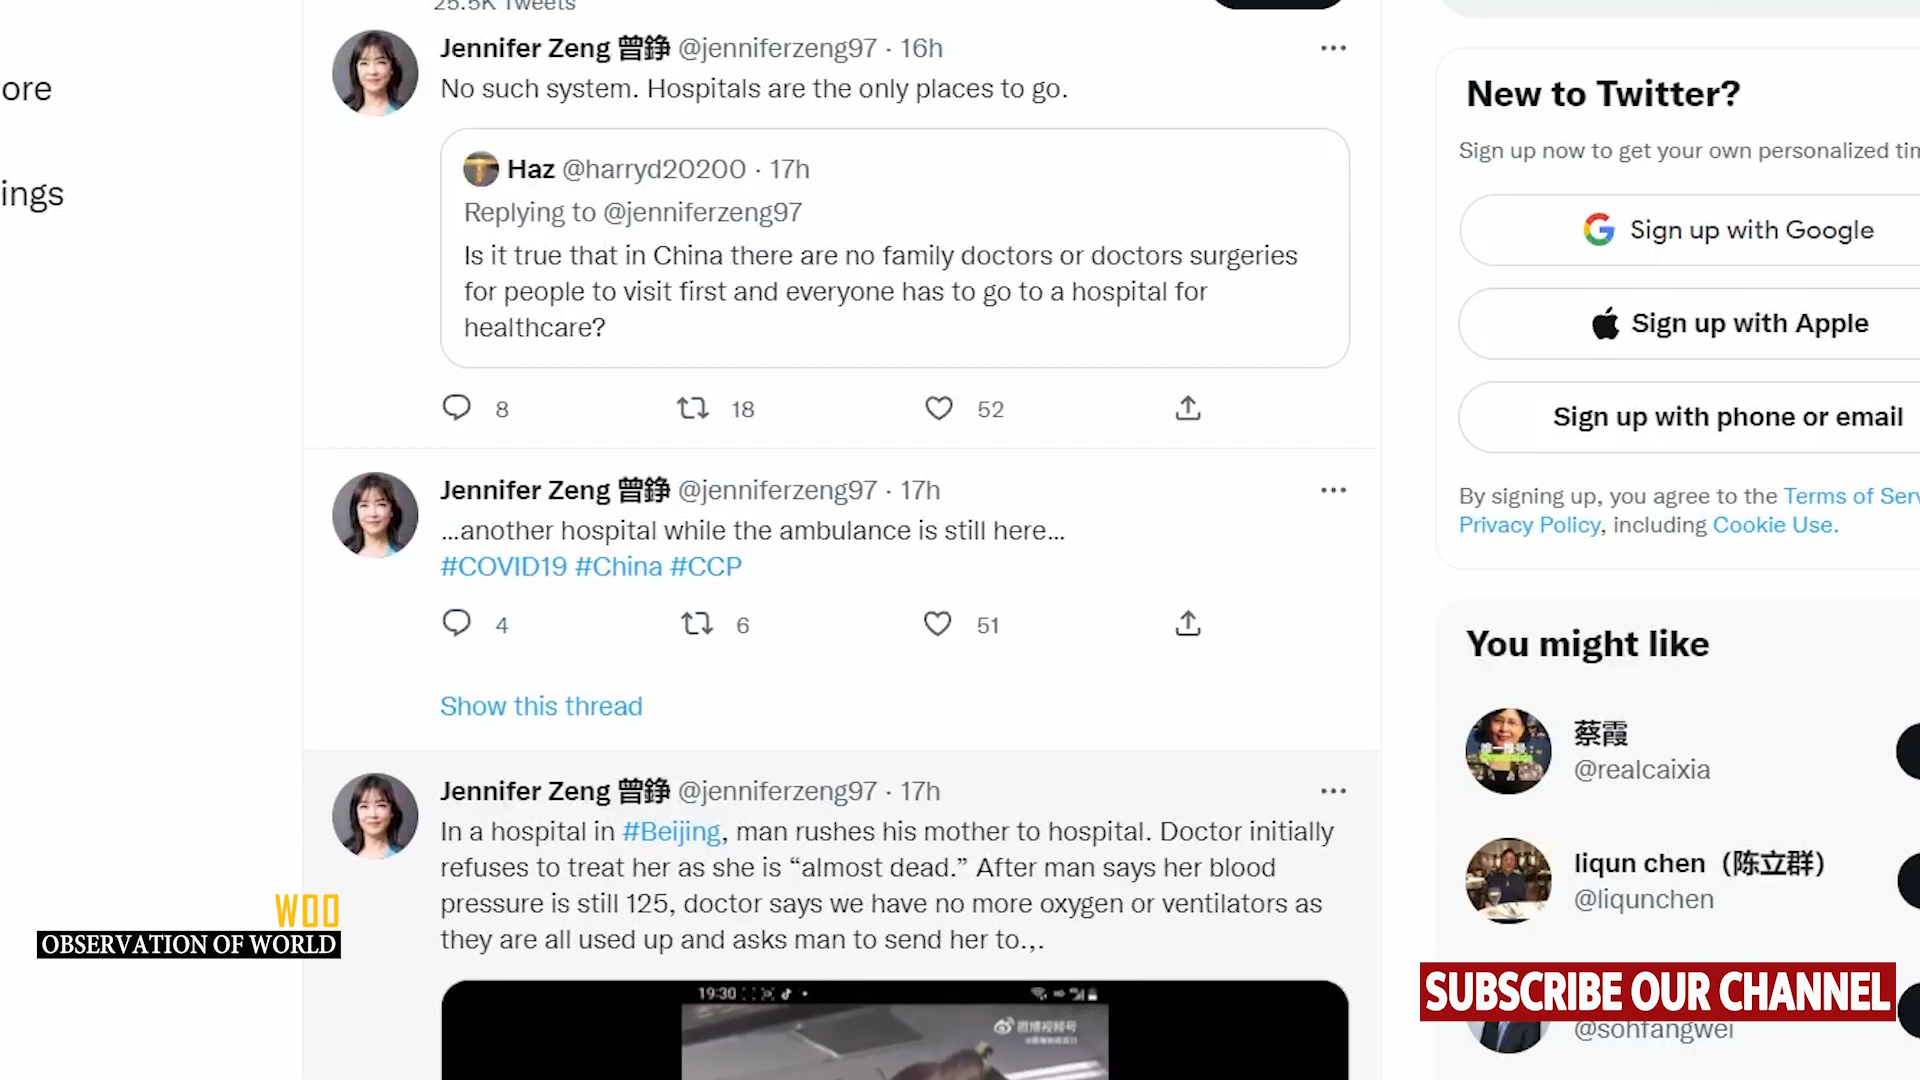 25.5K Tweets
ore
ings
Jennifer Zeng 曾錚 @jenniferzeng97 · 16h
No such system. Hospitals are the only places to go.
Haz @harryd20200 · 17h
Replying to @jenniferzeng97
Is it true that in China there are no family doctors or doctors surgeries
for people to visit first and everyone has to go to a hospital for
healthcare?
8 18 52
Jennifer Zeng 曾錚 @jenniferzeng97 · 17h
...another hospital while the ambulance is still here...
#COVID19 #China #CCP
4 6 51
Show this thread
Jennifer Zeng 曾錚 @jenniferzeng97 · 17h
In a hospital in #Beijing, man rushes his mother to hospital. Doctor initially
refuses to treat her as she is “almost dead.” After man says her blood
pressure is still 125, doctor says we have no more oxygen or ventilators as
they are all used up and asks man to send her to.,.
19:30
微博视频号
New to Twitter?
Sign up now to get your own personalized tim
Sign up with Google
Sign up with Apple
Sign up with phone or email
By signing up, you agree to the Terms of Serv
Privacy Policy, including Cookie Use.
You might like
蔡霞
@realcaixia
liqun chen（陈立群）
@liqunchen
@sohfangwei
WOO
OBSERVATION OF WORLD
SUBSCRIBE OUR CHANNEL